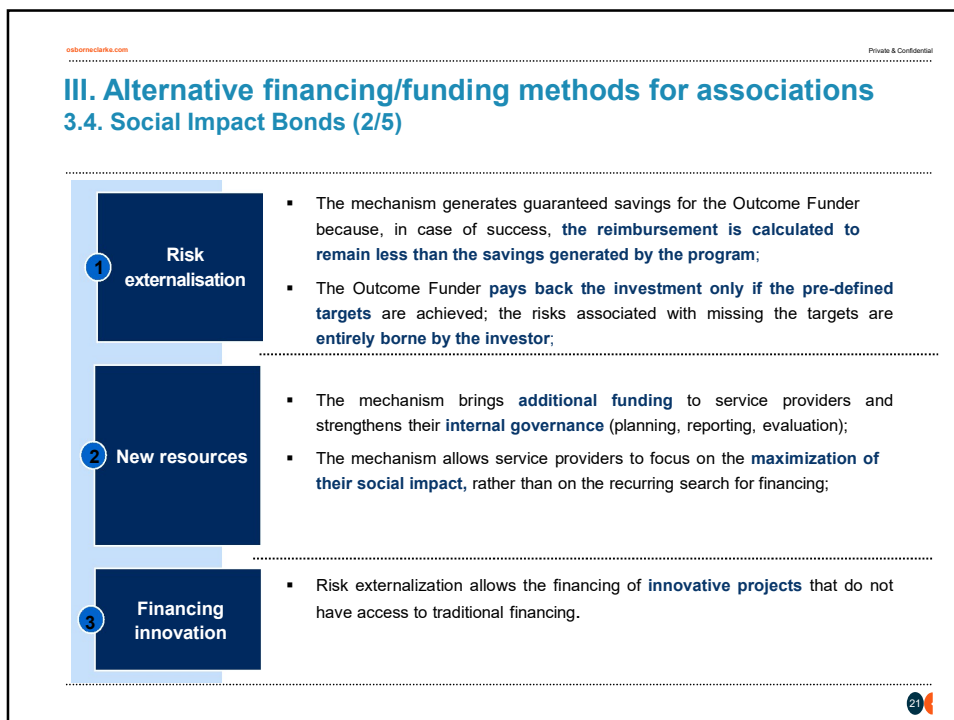 osborneclarke.com
Private & Confidential
III. Alternative financing/funding methods for associations
3.4. Social Impact Bonds (2/5)
1
Risk
externalisation
▪ The mechanism generates guaranteed savings for the Outcome Funder
because, in case of success, the reimbursement is calculated to
remain less than the savings generated by the program;
▪ The Outcome Funder pays back the investment only if the pre-defined
targets are achieved; the risks associated with missing the targets are
entirely borne by the investor;
2
New resources
▪ The mechanism brings additional funding to service providers and
strengthens their internal governance (planning, reporting, evaluation);
▪ The mechanism allows service providers to focus on the maximization of
their social impact, rather than on the recurring search for financing;
3
Financing
innovation
▪ Risk externalization allows the financing of innovative projects that do not
have access to traditional financing.
21